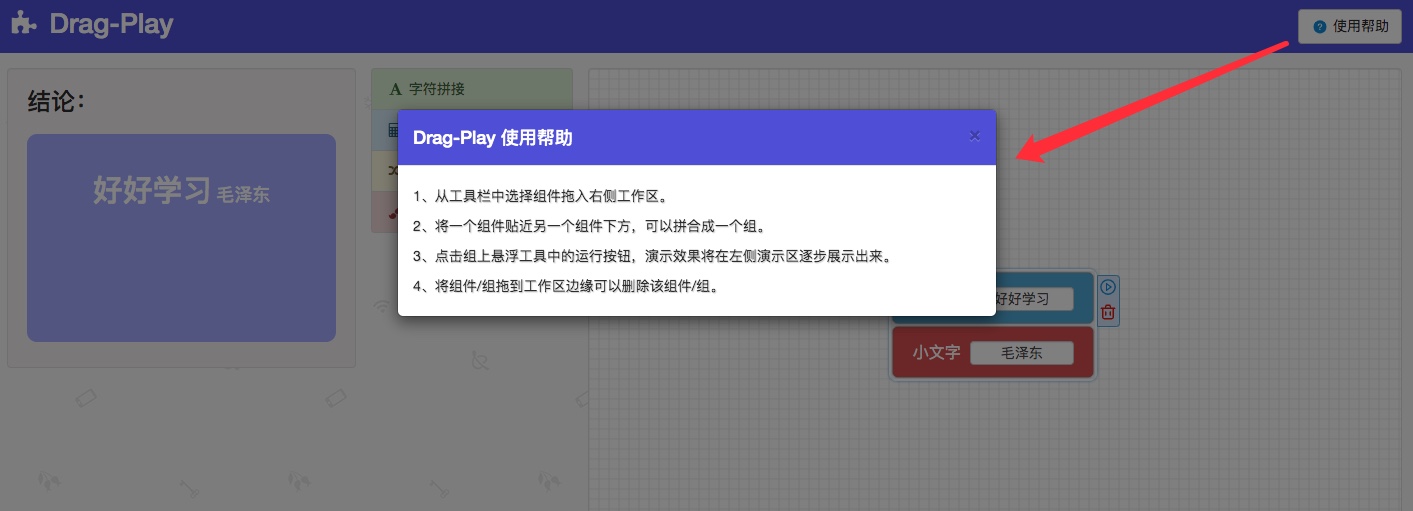 Drag-Play
使用帮助
结论：
好好学习 毛泽东
A 字符拼接
Drag-Play 使用帮助
×
1、从工具栏中选择组件拖入右侧工作区。
2、将一个组件贴近另一个组件下方，可以拼合成一个组。
3、点击组上悬浮工具中的运行按钮，演示效果将在左侧演示区逐步展示出来。
4、将组件/组拖到工作区边缘可以删除该组件/组。
好好学习
小文字 毛泽东